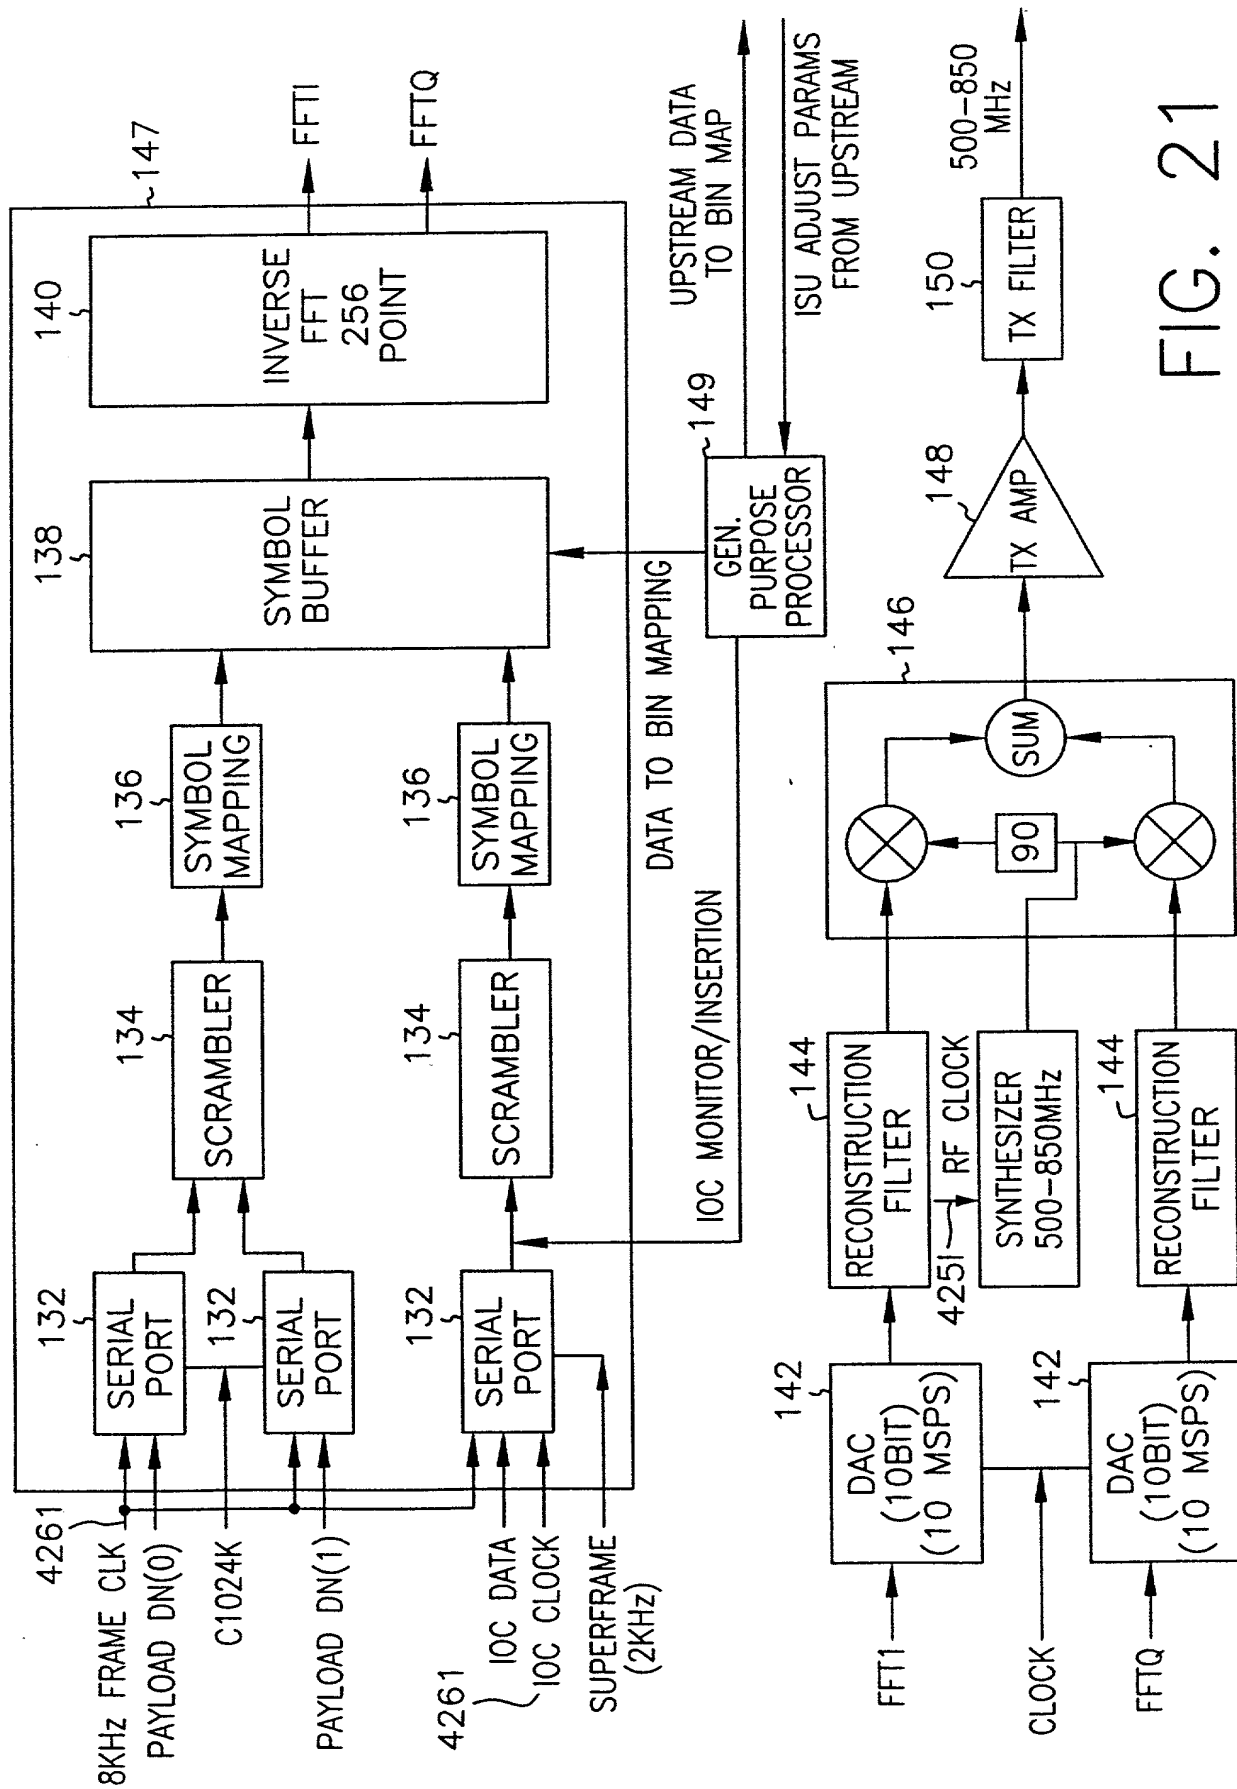 4261
8KHz FRAME CLK
PAYLOAD DN(0)
C1024K
PAYLOAD DN(1)
IOC DATA
IOC CLOCK
4261
SUPERFRAME
(2KHz)
132
SERIAL
PORT
132
SERIAL
PORT
132
SERIAL
PORT
134
SCRAMBLER
134
SCRAMBLER
136
SYMBOL
MAPPING
136
SYMBOL
MAPPING
138
SYMBOL
BUFFER
140
INVERSE
FFT
256
POINT
147
FFTI
FFTQ
DATA TO BIN MAPPING
IOC MONITOR/INSERTION
149
GEN.
PURPOSE
PROCESSOR
UPSTREAM DATA
TO BIN MAP
ISU ADJUST PARAMS
FROM UPSTREAM
FFT1
CLOCK
FFTQ
142
DAC
(10BIT)
(10 MSPS)
142
DAC
(10BIT)
(10 MSPS)
144
RECONSTRUCTION
FILTER
4251
RF CLOCK
SYNTHESIZER
500-850MHz
144
RECONSTRUCTION
FILTER
146
90
SUM
148
TX AMP
150
TX FILTER
500-850
MHz
FIG. 21